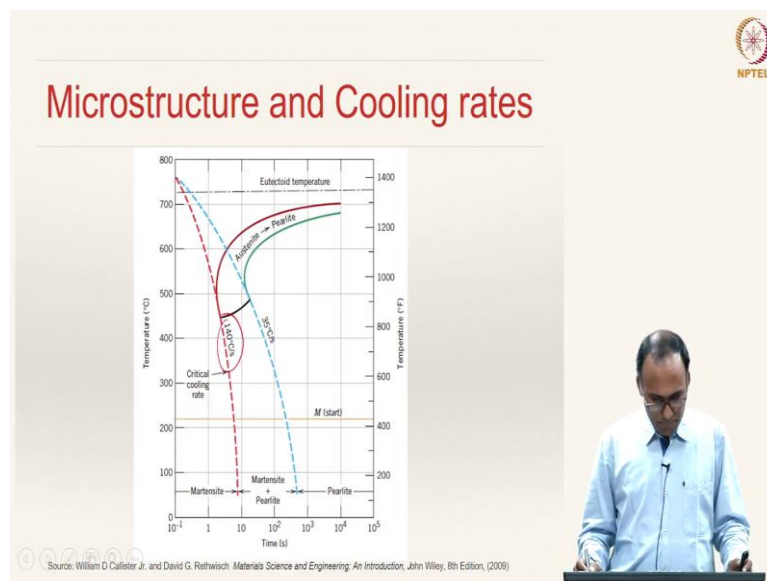 NPTEL
Microstructure and Cooling rates
800
700
600
500
400
300
200
100
0
Temperature (°C)
1400
1200
1000
800
600
400
200
Temperature (°F)
Eutectoid temperature
Austenite → Pearlite
140°C/s
35°C/s
Critical
cooling
rate
M (start)
Martensite
Martensite
+
Pearlite
Pearlite
10⁻¹ 1 10 10² 10³ 10⁴ 10⁵
Time (s)
Source: William D Callister Jr. and David G. Rethwisch Materials Science and Engineering: An Introduction, John Wiley, 8th Edition, (2009)